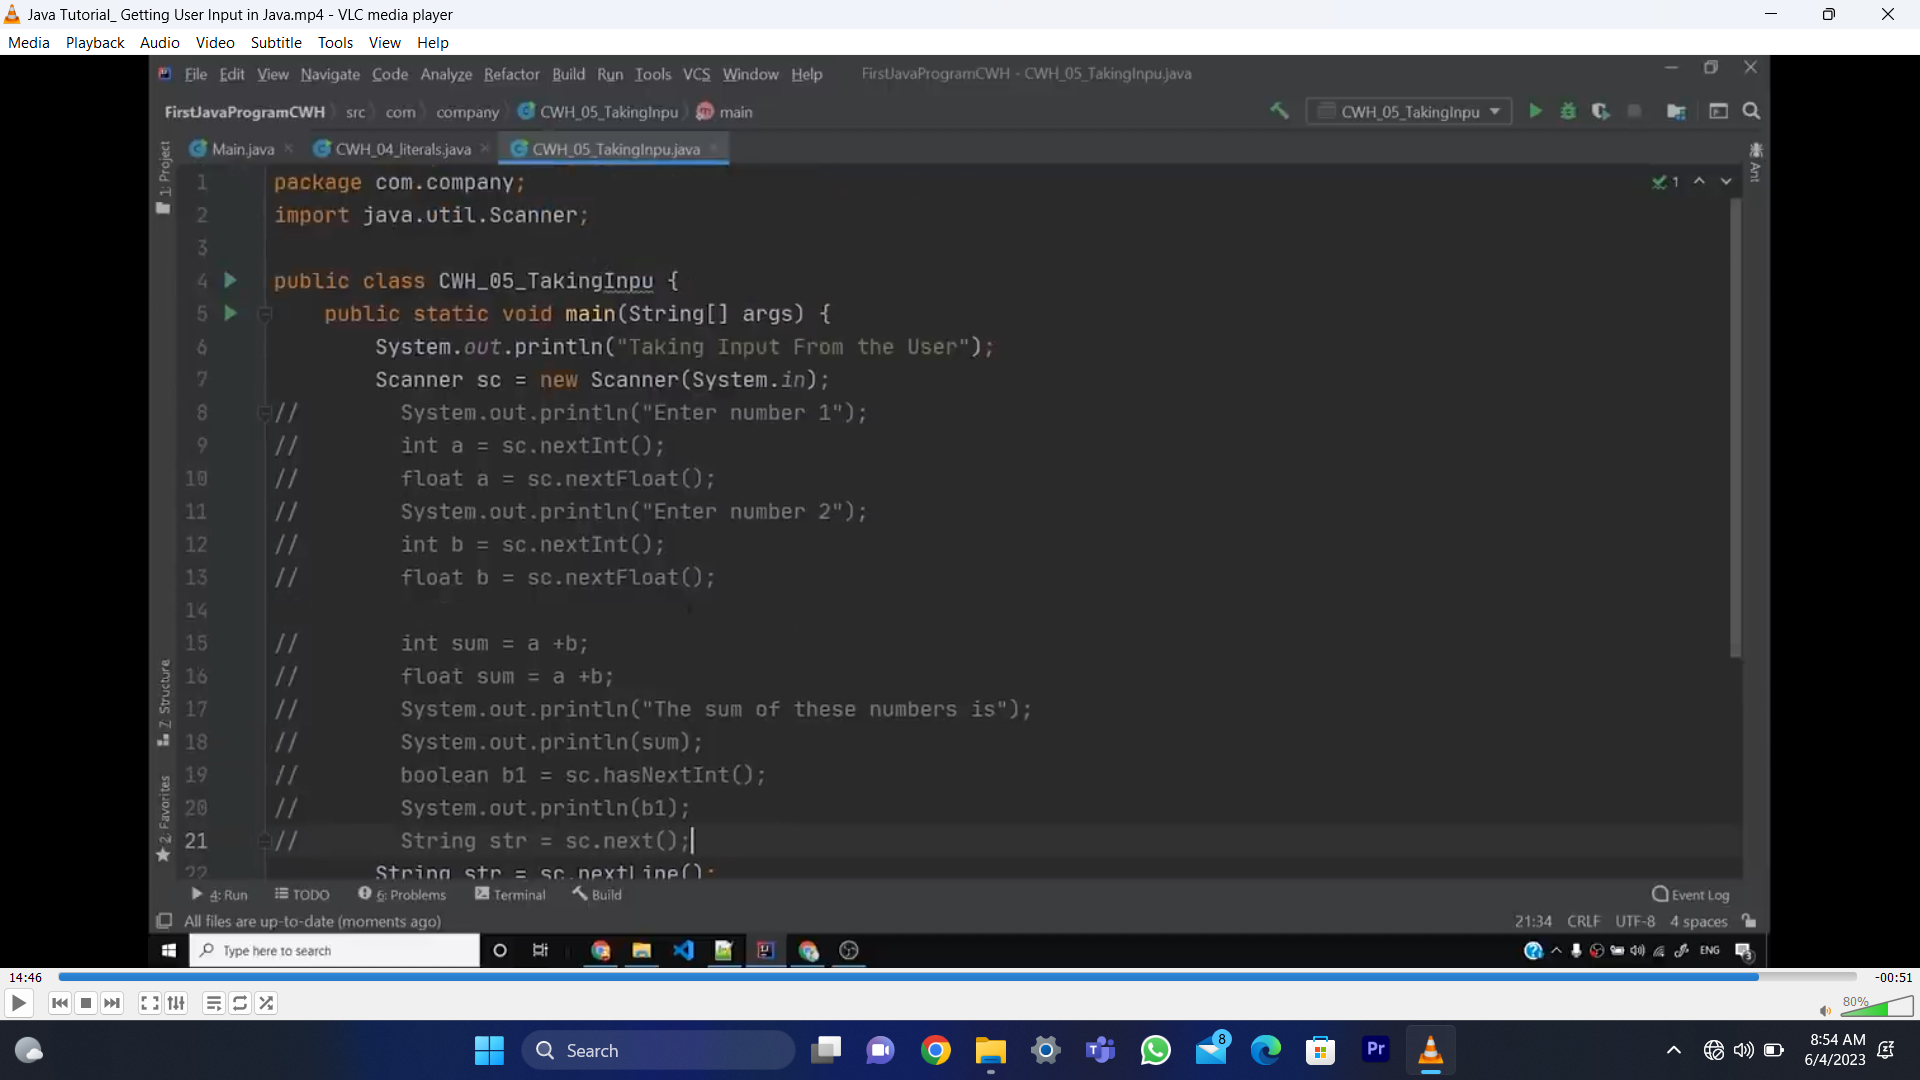 Java Tutorial_ Getting User Input in Java.mp4 - VLC media player
Media Playback Audio Video Subtitle Tools View Help
File Edit View Navigate Code Analyze Refactor Build Run Tools VCS Window Help FirstJavaProgramCWH - CWH_05_TakingInpu.java
FirstJavaProgramCWH src com company CWH_05_TakingInpu main CWH_05_TakingInpu
Main.java CWH_04_literals.java CWH_05_TakingInpu.java
1: Project
Ant
1 package com.company; 1
2 import java.util.Scanner;
3
4 public class CWH_05_TakingInpu {
5 public static void main(String[] args) {
6 System.out.println("Taking Input From the User");
7 Scanner sc = new Scanner(System.in);
8 // System.out.println("Enter number 1");
9 // int a = sc.nextInt();
10 // float a = sc.nextFloat();
11 // System.out.println("Enter number 2");
12 // int b = sc.nextInt();
13 // float b = sc.nextFloat();
14
15 // int sum = a +b;
16 // float sum = a +b;
17 // System.out.println("The sum of these numbers is");
18 // System.out.println(sum);
19 // boolean b1 = sc.hasNextInt();
20 // System.out.println(b1);
21 // String str = sc.next();
22 String str = sc.nextLine();
7: Structure
2: Favorites
4: Run TODO 6: Problems Terminal Build Event Log
All files are up-to-date (moments ago) 21:34 CRLF UTF-8 4 spaces
Type here to search ENG 3
14:46 -00:51
80%
Search Pr 8 8:54 AM
6/4/2023